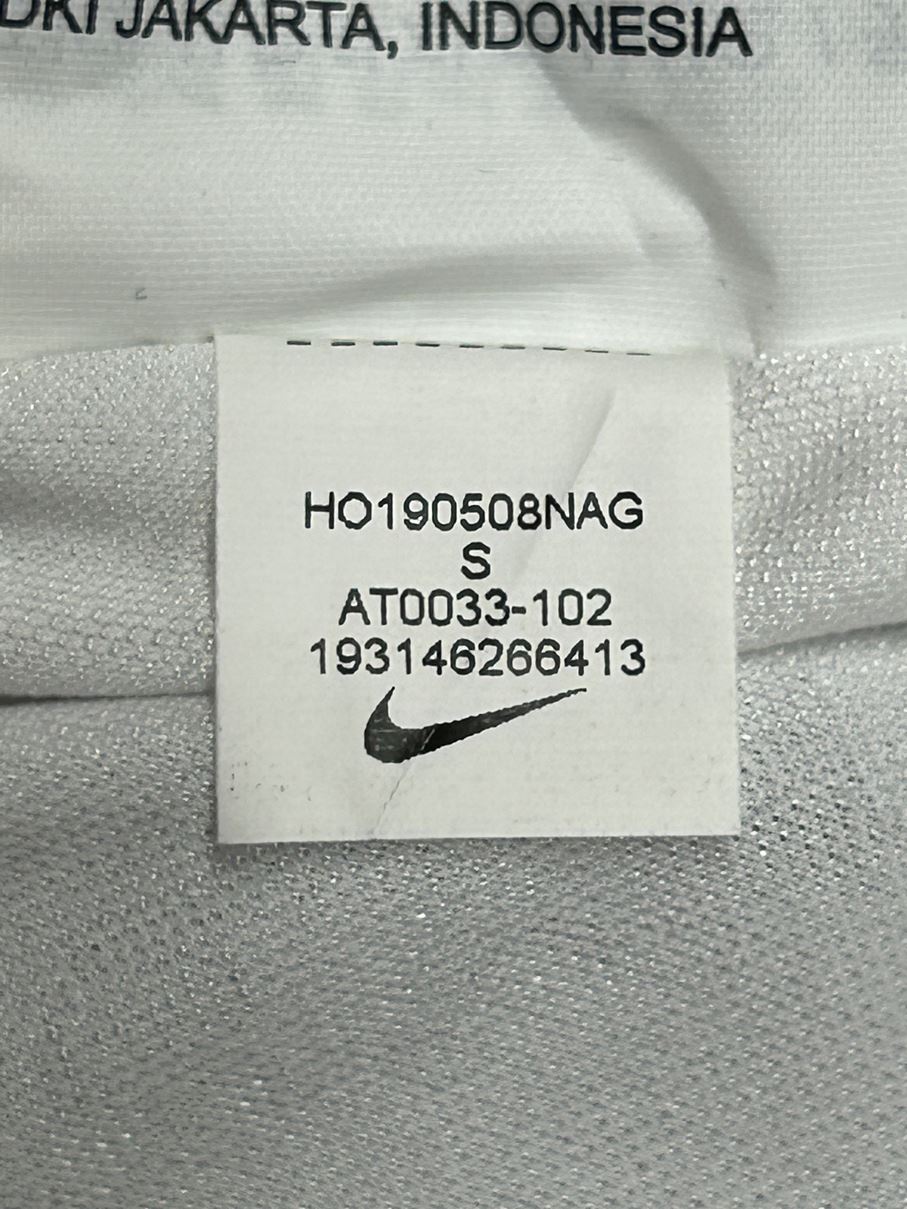 DKI JAKARTA, INDONESIA
HO190508NAG
S
AT0033-102
193146266413